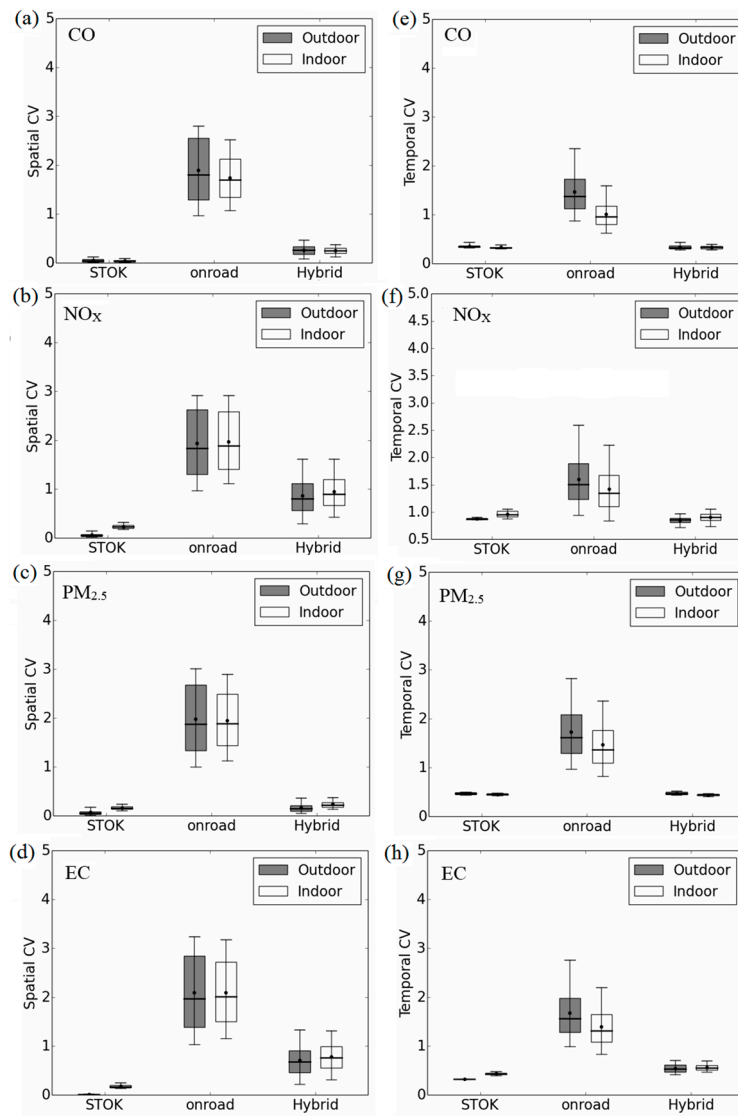 (a)
CO
Outdoor
Indoor
Spatial CV
5
4
3
2
1
0
STOK onroad Hybrid
(e)
CO
Outdoor
Indoor
Temporal CV
5
4
3
2
1
0
STOK onroad Hybrid
(b)
NOX
Outdoor
Indoor
Spatial CV
5
4
3
2
1
0
STOK onroad Hybrid
(f)
NOX
Outdoor
Indoor
Temporal CV
5.0
4.5
4.0
3.5
3.0
2.5
2.0
1.5
1.0
0.5
STOK onroad Hybrid
(c)
PM2.5
Outdoor
Indoor
Spatial CV
5
4
3
2
1
0
STOK onroad Hybrid
(g)
PM2.5
Outdoor
Indoor
Temporal CV
5
4
3
2
1
0
STOK onroad Hybrid
(d)
EC
Outdoor
Indoor
Spatial CV
5
4
3
2
1
0
STOK onroad Hybrid
(h)
EC
Outdoor
Indoor
Temporal CV
5
4
3
2
1
0
STOK onroad Hybrid